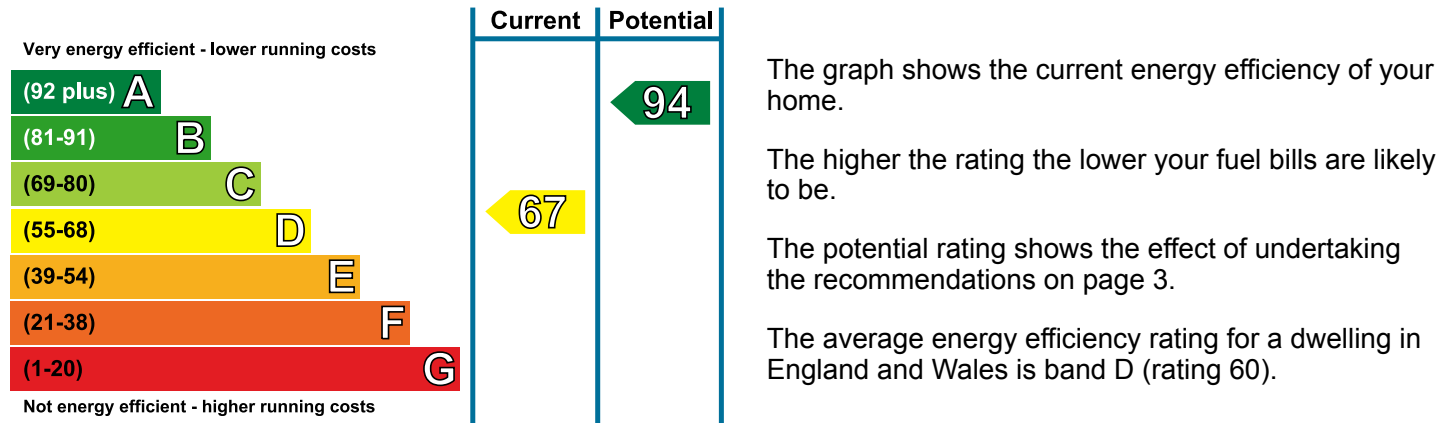 Current Potential
Very energy efficient - lower running costs
(92 plus) A
94
(81-91) B
(69-80) C
67
(55-68) D
(39-54) E
(21-38) F
(1-20) G
Not energy efficient - higher running costs
The graph shows the current energy efficiency of your
home.
The higher the rating the lower your fuel bills are likely
to be.
The potential rating shows the effect of undertaking
the recommendations on page 3.
The average energy efficiency rating for a dwelling in
England and Wales is band D (rating 60).